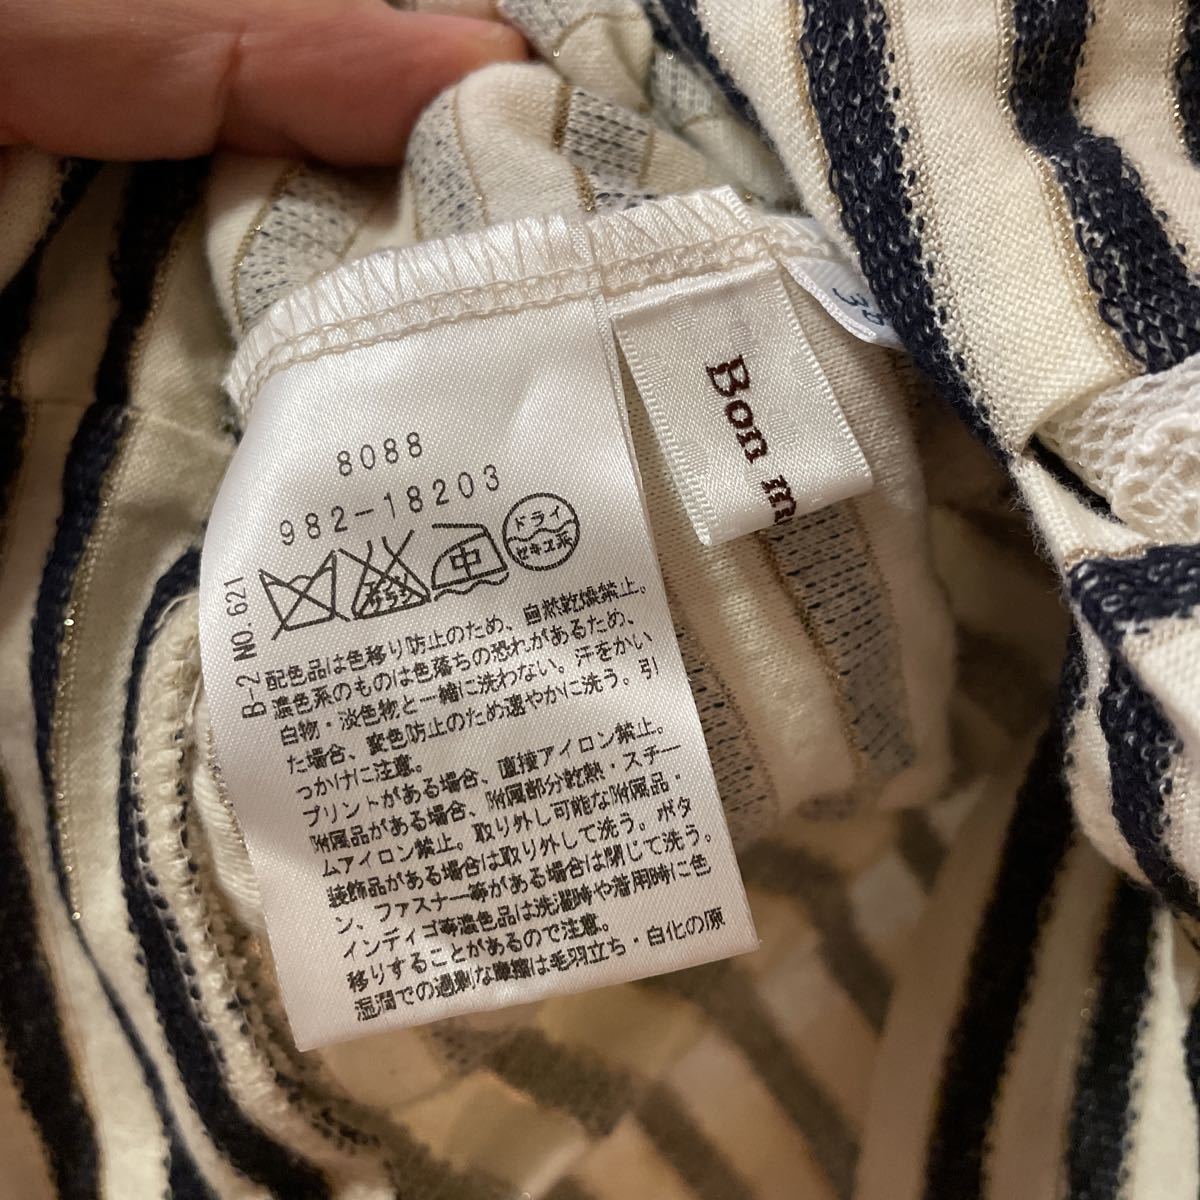 8088
982-18203
中
ドライ
セキユ系
B-2 NO.621
配色品は色移り防止のため、自然乾燥禁止。
濃色系のものは色落ちの恐れがあるため、
白物・淡色物と一緒に洗わない。汗をかい
た場合、変色防止のため速やかに洗う。引
っかけに注意。
プリントがある場合、直接アイロン禁止。
附属品がある場合、附属部分乾熱・スチー
ムアイロン禁止。取り外し可能な附属品・
装飾品がある場合は取り外して洗う。ボタ
ン、ファスナー等がある場合は閉じて洗う。
インディゴ等濃色品は洗濯時や着用時に色
移りすることがあるので注意。
湿潤での過剰な摩擦は毛羽立ち・白化の原
Bon m
38